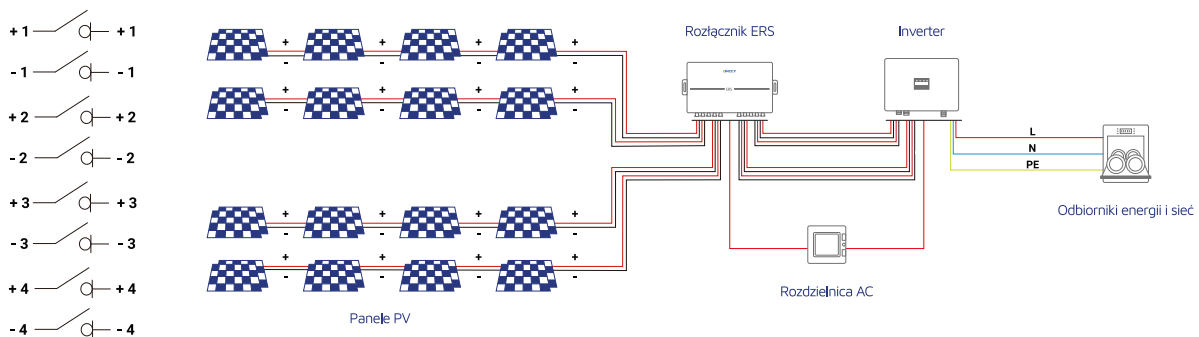 + 1 + 1
- 1 - 1
+ 2 + 2
- 2 - 2
+ 3 + 3
- 3 - 3
+ 4 + 4
- 4 - 4
+ + + +
- - - -
+ + + +
- - - -
+ + + +
- - - -
+ + + +
- - - -
Panele PV
Rozłącznik ERS
Inverter
L
N
PE
Odbiorniki energii i sieć
Rozdzielnica AC